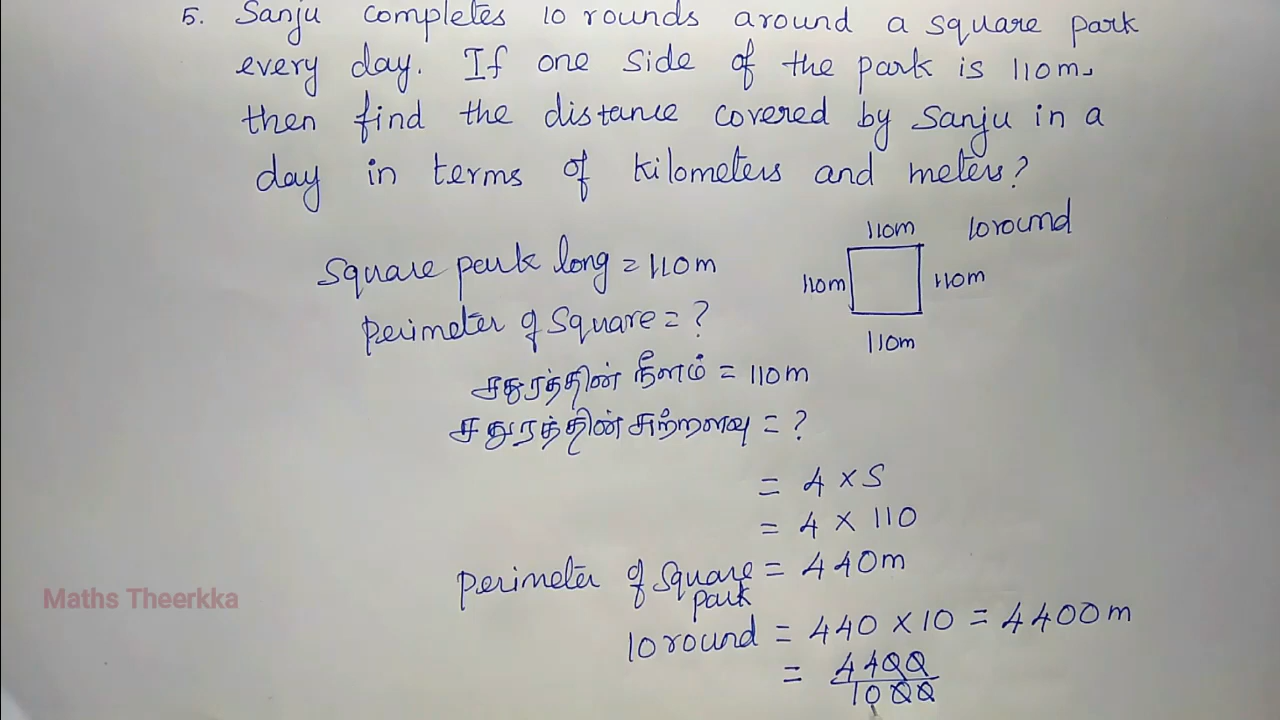 5. Sanju completes 10 rounds around a square park
every day. If one side of the park is 110m.
then find the distance covered by Sanju in a
day in terms of kilometers and meters?
110m 10round
Square park long = 110m
110m 110m
Perimeter of Square = ?
110m
சதுரத்தின் நீளம் = 110m
சதுரத்தின் சுற்றளவு = ?
= 4 × S
= 4 × 110
Perimeter of Square = 440m
park
Maths Theerkka
10 round = 440 × 10 = 4400m
= 4400
1000